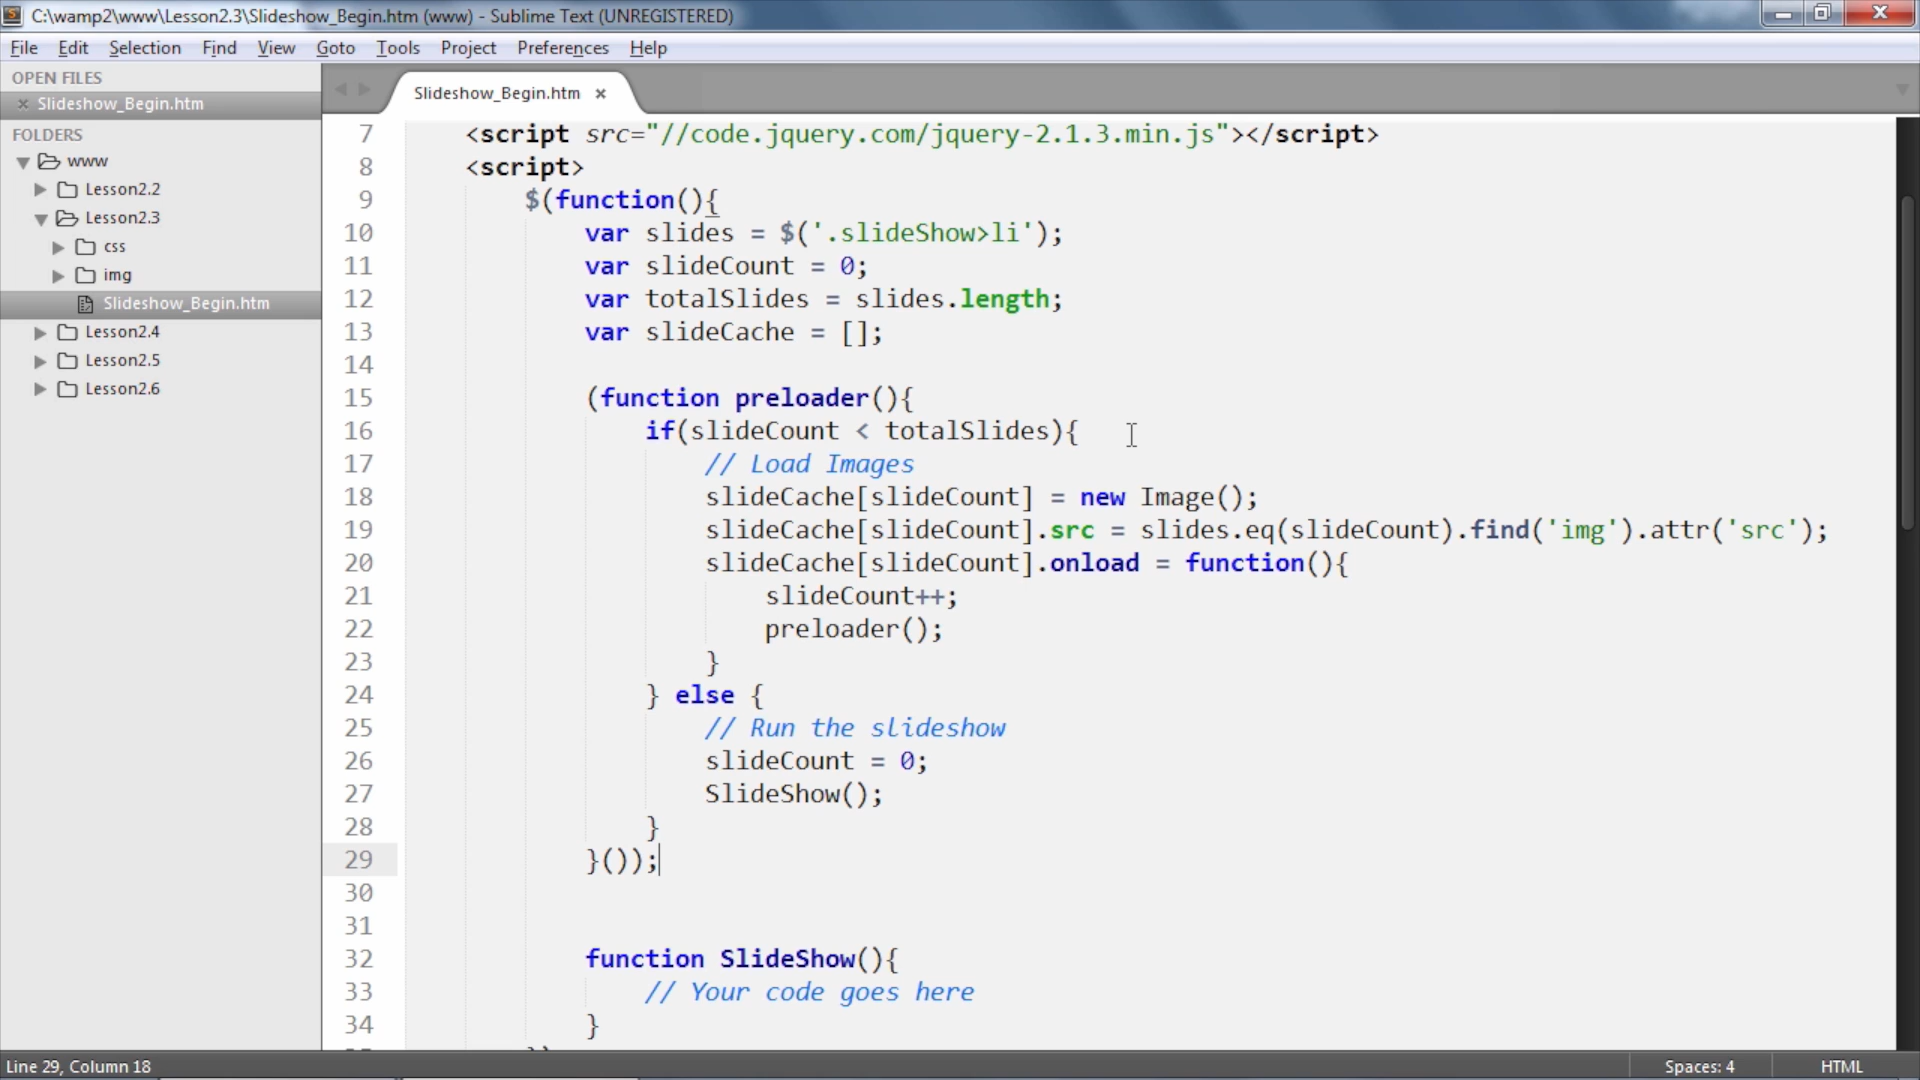 C:\wamp2\www\Lesson2.3\Slideshow_Begin.htm (www) - Sublime Text (UNREGISTERED)
File Edit Selection Find View Goto Tools Project Preferences Help
OPEN FILES
Slideshow_Begin.htm
FOLDERS
www
Lesson2.2
Lesson2.3
css
img
Slideshow_Begin.htm
Lesson2.4
Lesson2.5
Lesson2.6
Slideshow_Begin.htm
7 <script src="//code.jquery.com/jquery-2.1.3.min.js"></script>
8 <script>
9 $(function(){
10 var slides = $('.slideShow>li');
11 var slideCount = 0;
12 var totalSlides = slides.length;
13 var slideCache = [];
14
15 (function preloader(){
16 if(slideCount < totalSlides){
17 // Load Images
18 slideCache[slideCount] = new Image();
19 slideCache[slideCount].src = slides.eq(slideCount).find('img').attr('src');
20 slideCache[slideCount].onload = function(){
21 slideCount++;
22 preloader();
23 }
24 } else {
25 // Run the slideshow
26 slideCount = 0;
27 SlideShow();
28 }
29 }());
30
31
32 function SlideShow(){
33 // Your code goes here
34 }
Line 29, Column 18
Spaces: 4
HTML